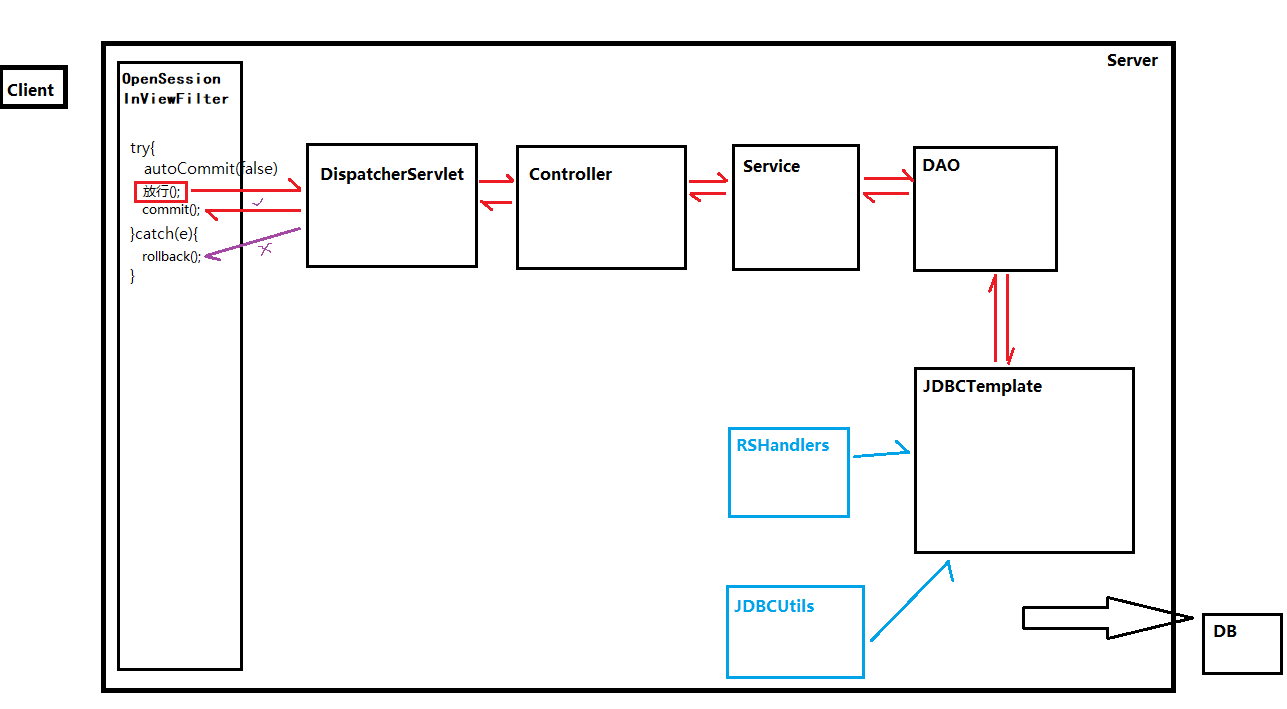 Server
Client
OpenSession
InViewFilter
try{
autoCommit(false)
放行();
commit();
}catch(e){
rollback();
}
DispatcherServlet
Controller
Service
DAO
JDBCTemplate
RSHandlers
JDBCUtils
DB